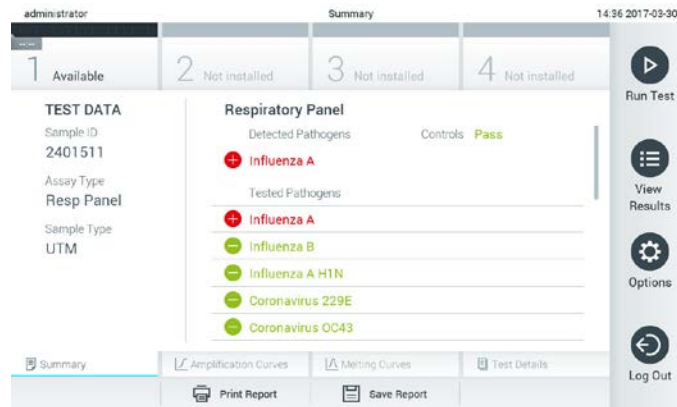 administrator Summary 14:36 2017-03-30
1 Available 2 Not installed 3 Not installed 4 Not installed
Run Test
TEST DATA
Sample ID
2401511
Assay Type
Resp Panel
Sample Type
UTM
Respiratory Panel
Detected Pathogens Controls Pass
Influenza A
Tested Pathogens
Influenza A
Influenza B
Influenza A H1N
Coronavirus 229E
Coronavirus OC43
View
Results
Options
Log Out
Summary Amplification Curves Melting Curves Test Details
Print Report Save Report